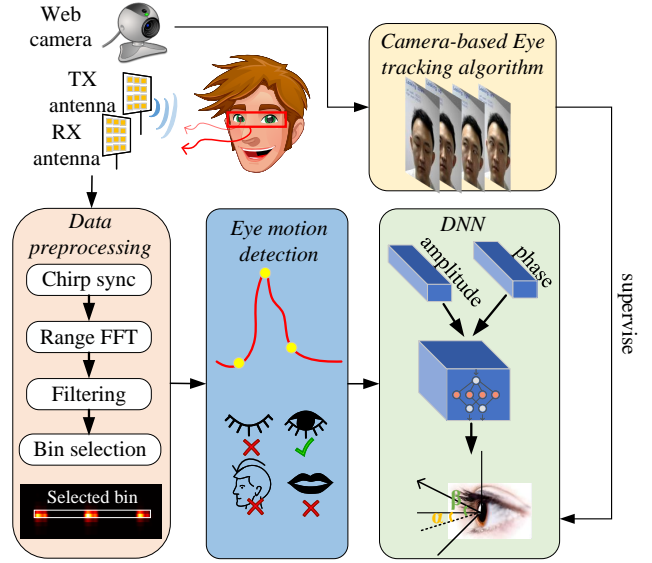 Web
camera
TX
antenna
RX
antenna
Camera-based Eye
tracking algorithm
Data
preprocessing
Chirp sync
Range FFT
Filtering
Bin selection
Selected bin
Eye motion
detection
DNN
amplitude
phase
α
β
supervise